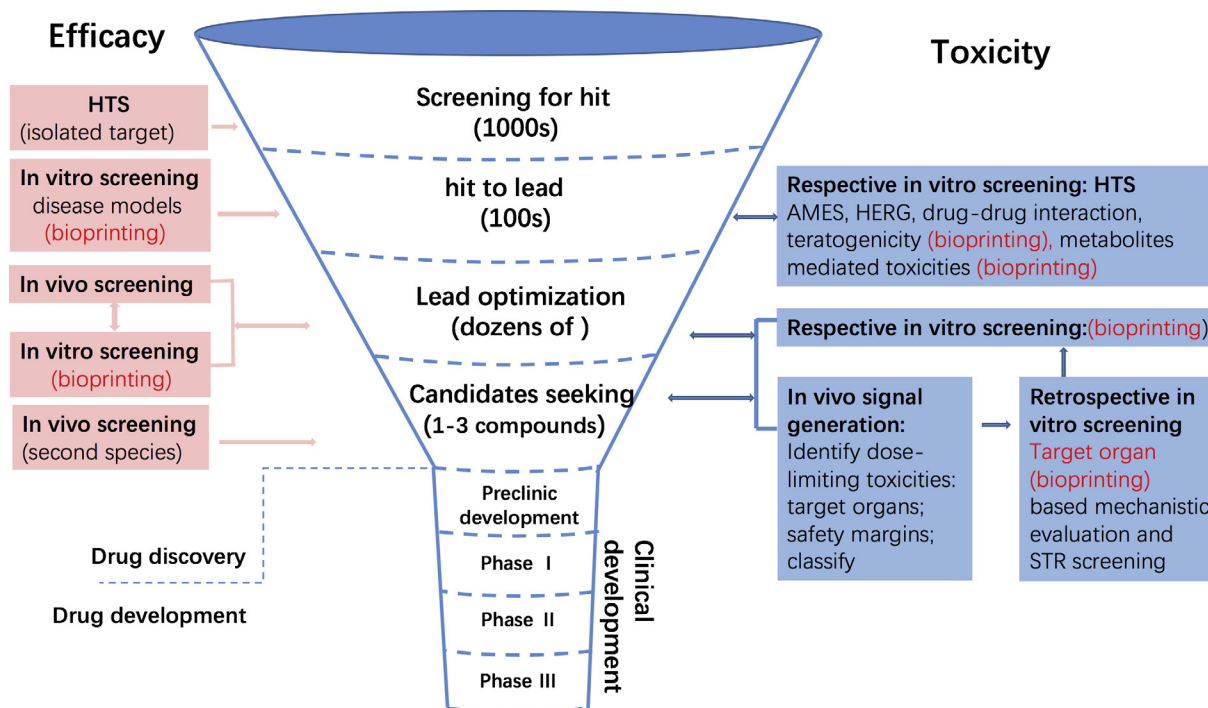 Efficacy
HTS
(isolated target)
In vitro screening
disease models
(bioprinting)
In vivo screening
In vitro screening
(bioprinting)
In vivo screening
(second species)
Drug discovery
Drug development
Screening for hit
(1000s)
hit to lead
(100s)
Lead optimization
(dozens of )
Candidates seeking
(1-3 compounds)
Preclinic
development
Phase I
Phase II
Phase III
Clinical
development
Toxicity
Respective in vitro screening: HTS
AMES, HERG, drug-drug interaction,
teratogenicity (bioprinting), metabolites
mediated toxicities (bioprinting)
Respective in vitro screening:(bioprinting)
In vivo signal
generation:
Identify dose-
limiting toxicities:
target organs;
safety margins;
classify
Retrospective in
vitro screening
Target organ
(bioprinting)
based mechanistic
evaluation and
STR screening